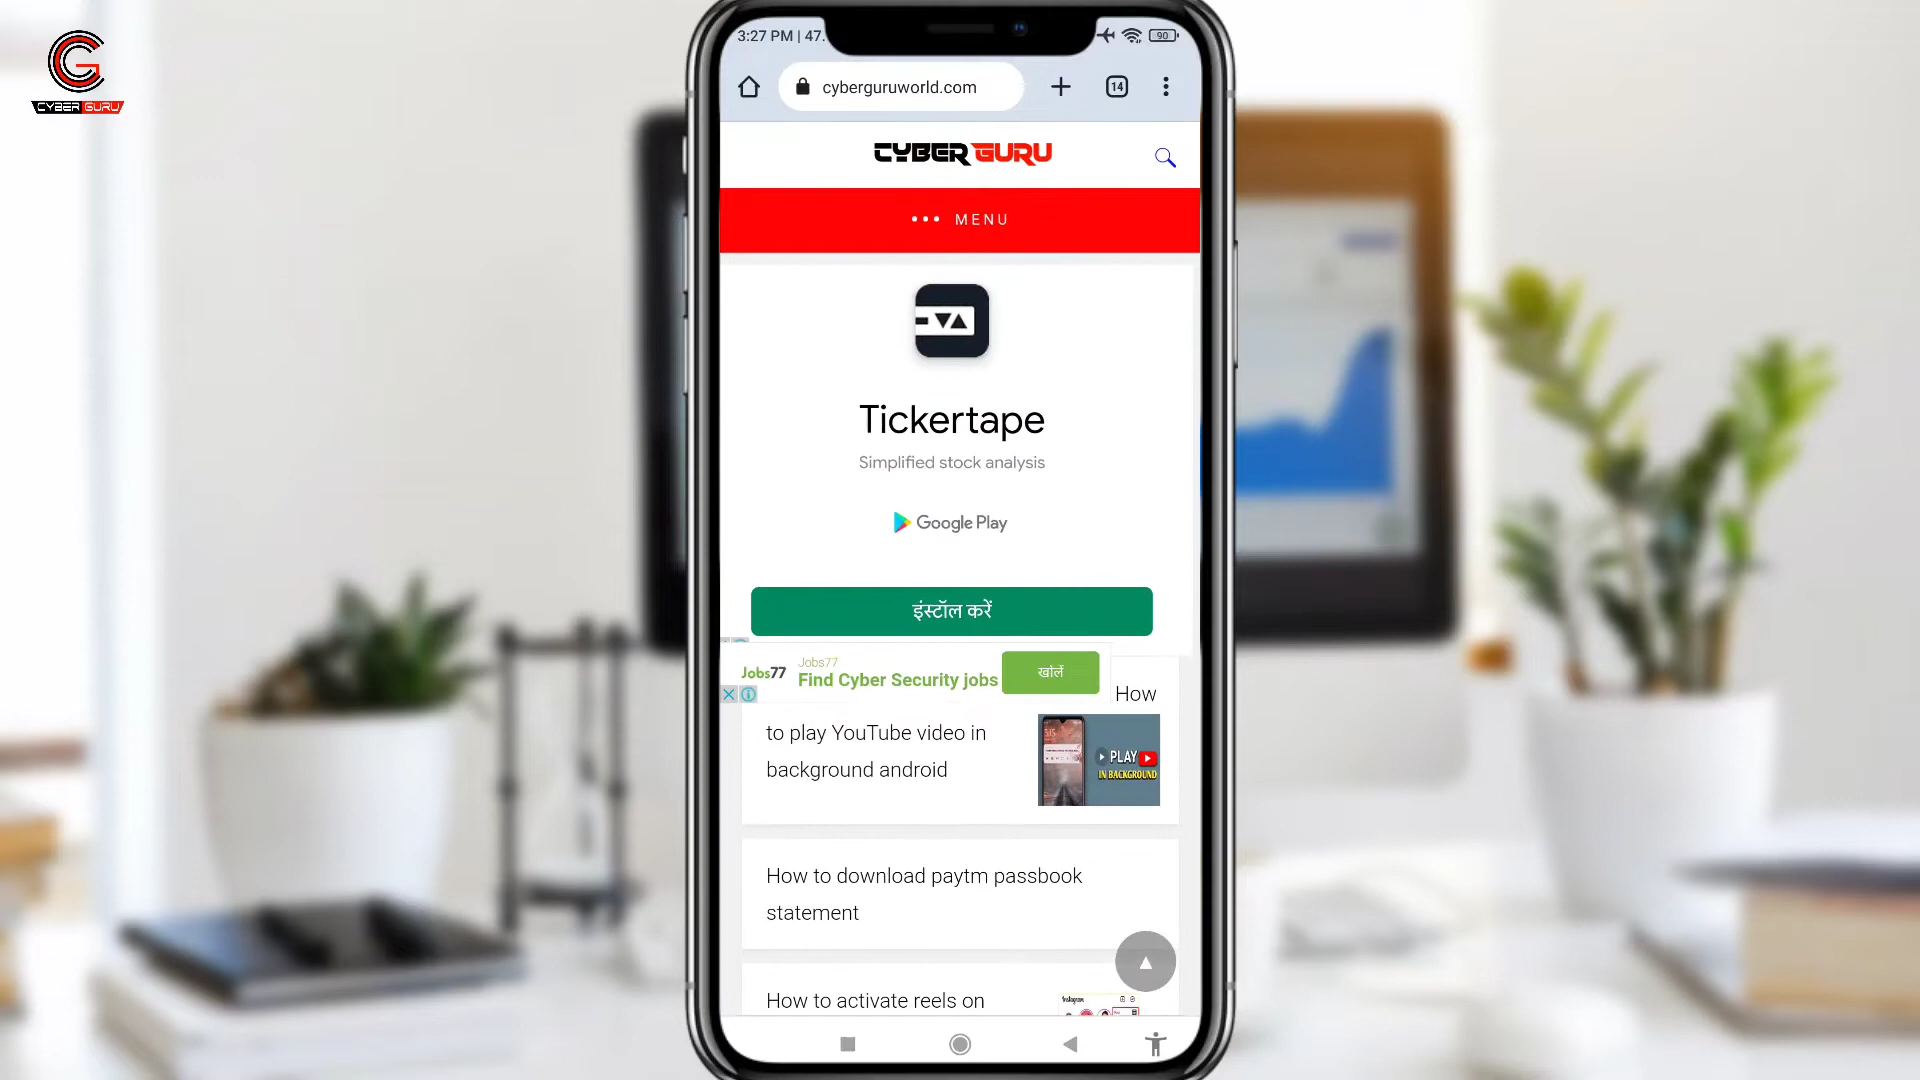 CYBER GURU
3:27 PM | 47.
90
cyberguruworld.com
14
CYBER GURU
••• MENU
Tickertape
Simplified stock analysis
Google Play
इंस्टॉल करें
Jobs77
Jobs77
Find Cyber Security jobs
खोलें
How
to play YouTube video in
background android
PLAY
IN BACKGROUND
How to download paytm passbook
statement
How to activate reels on
Instagram